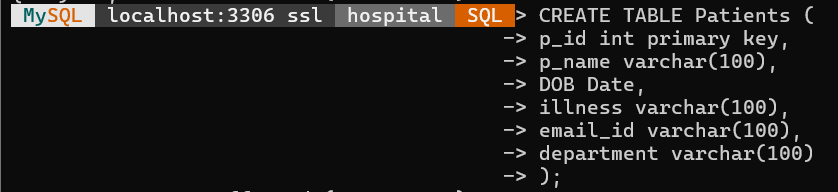 MySQL localhost:3306 ssl hospital SQL > CREATE TABLE Patients (
-> p_id int primary key,
-> p_name varchar(100),
-> DOB Date,
-> illness varchar(100),
-> email_id varchar(100),
-> department varchar(100)
-> );